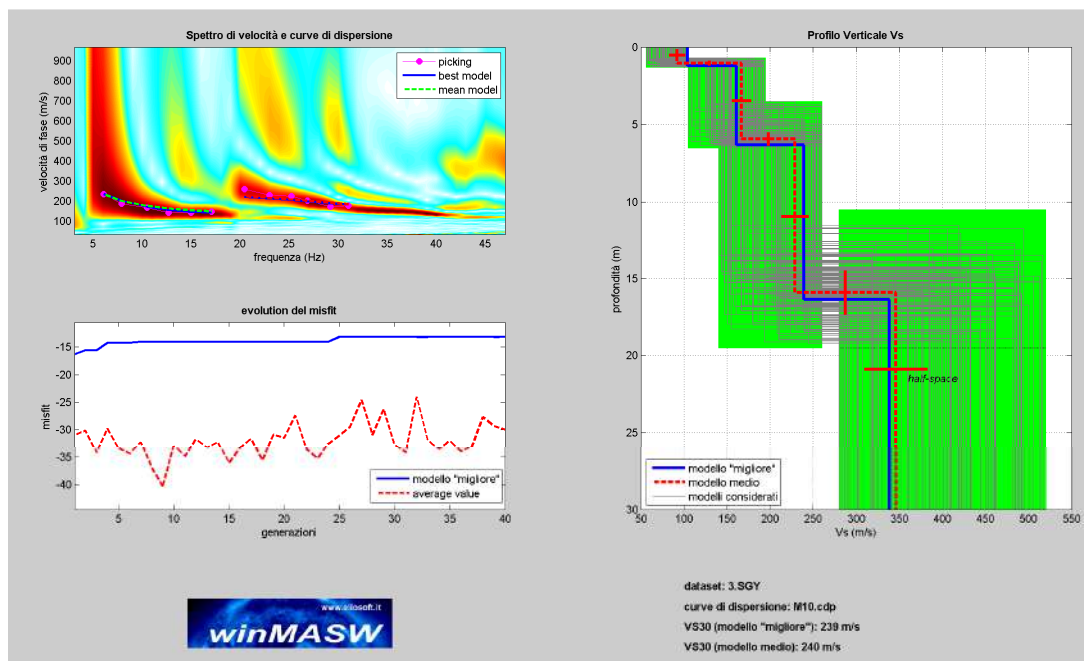 Spettro di velocità e curve di dispersione
velocità di fase (m/s)
900
800
700
600
500
400
300
200
100
picking
best model
mean model
5
10
15
20
25
30
35
40
45
frequenza (Hz)
evolution del misfit
misfit
-15
-20
-25
-30
-35
-40
modello "migliore"
average value
5
10
15
20
25
30
35
40
generazioni
www.eliosoft.it
winMASW
Profilo Verticale Vs
profondità (m)
0
5
10
15
20
25
30
half-space
modello "migliore"
modello medio
modelli considerati
50
100
150
200
250
300
350
400
450
500
550
Vs (m/s)
dataset: 3.SGY
curve di dispersione: M10.cdp
VS30 (modello "migliore"): 239 m/s
VS30 (modello medio): 240 m/s